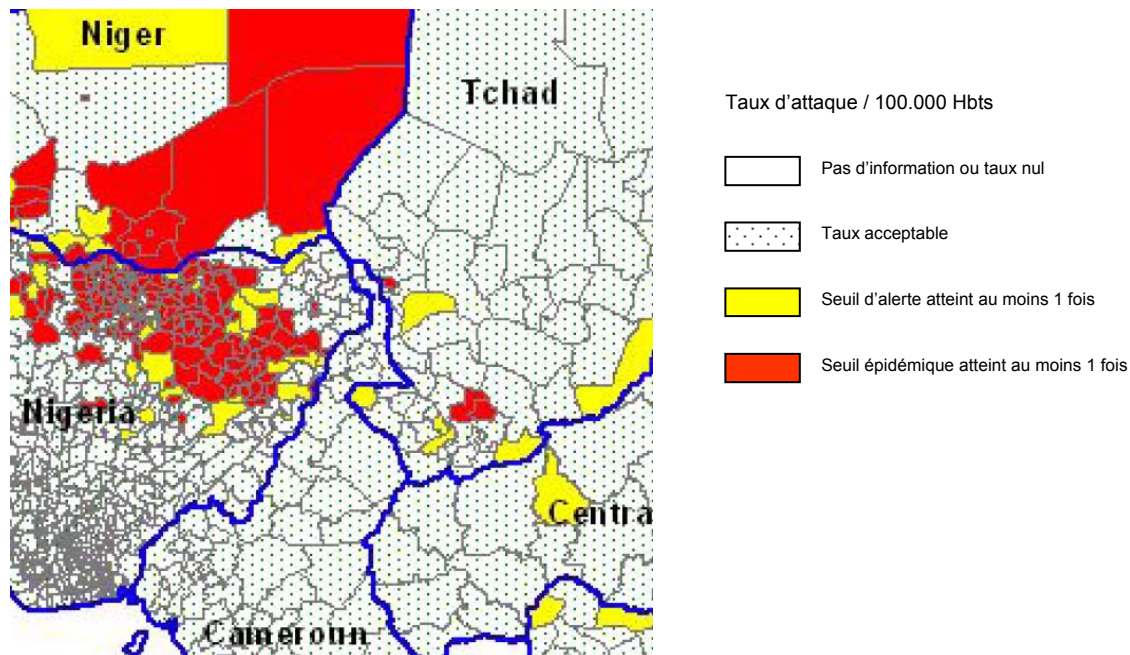 Niger
Tchad
Nigeria
Centra
Cameroun
Taux d’attaque / 100.000 Hbts
Pas d’information ou taux nul
Taux acceptable
Seuil d’alerte atteint au moins 1 fois
Seuil épidémique atteint au moins 1 fois